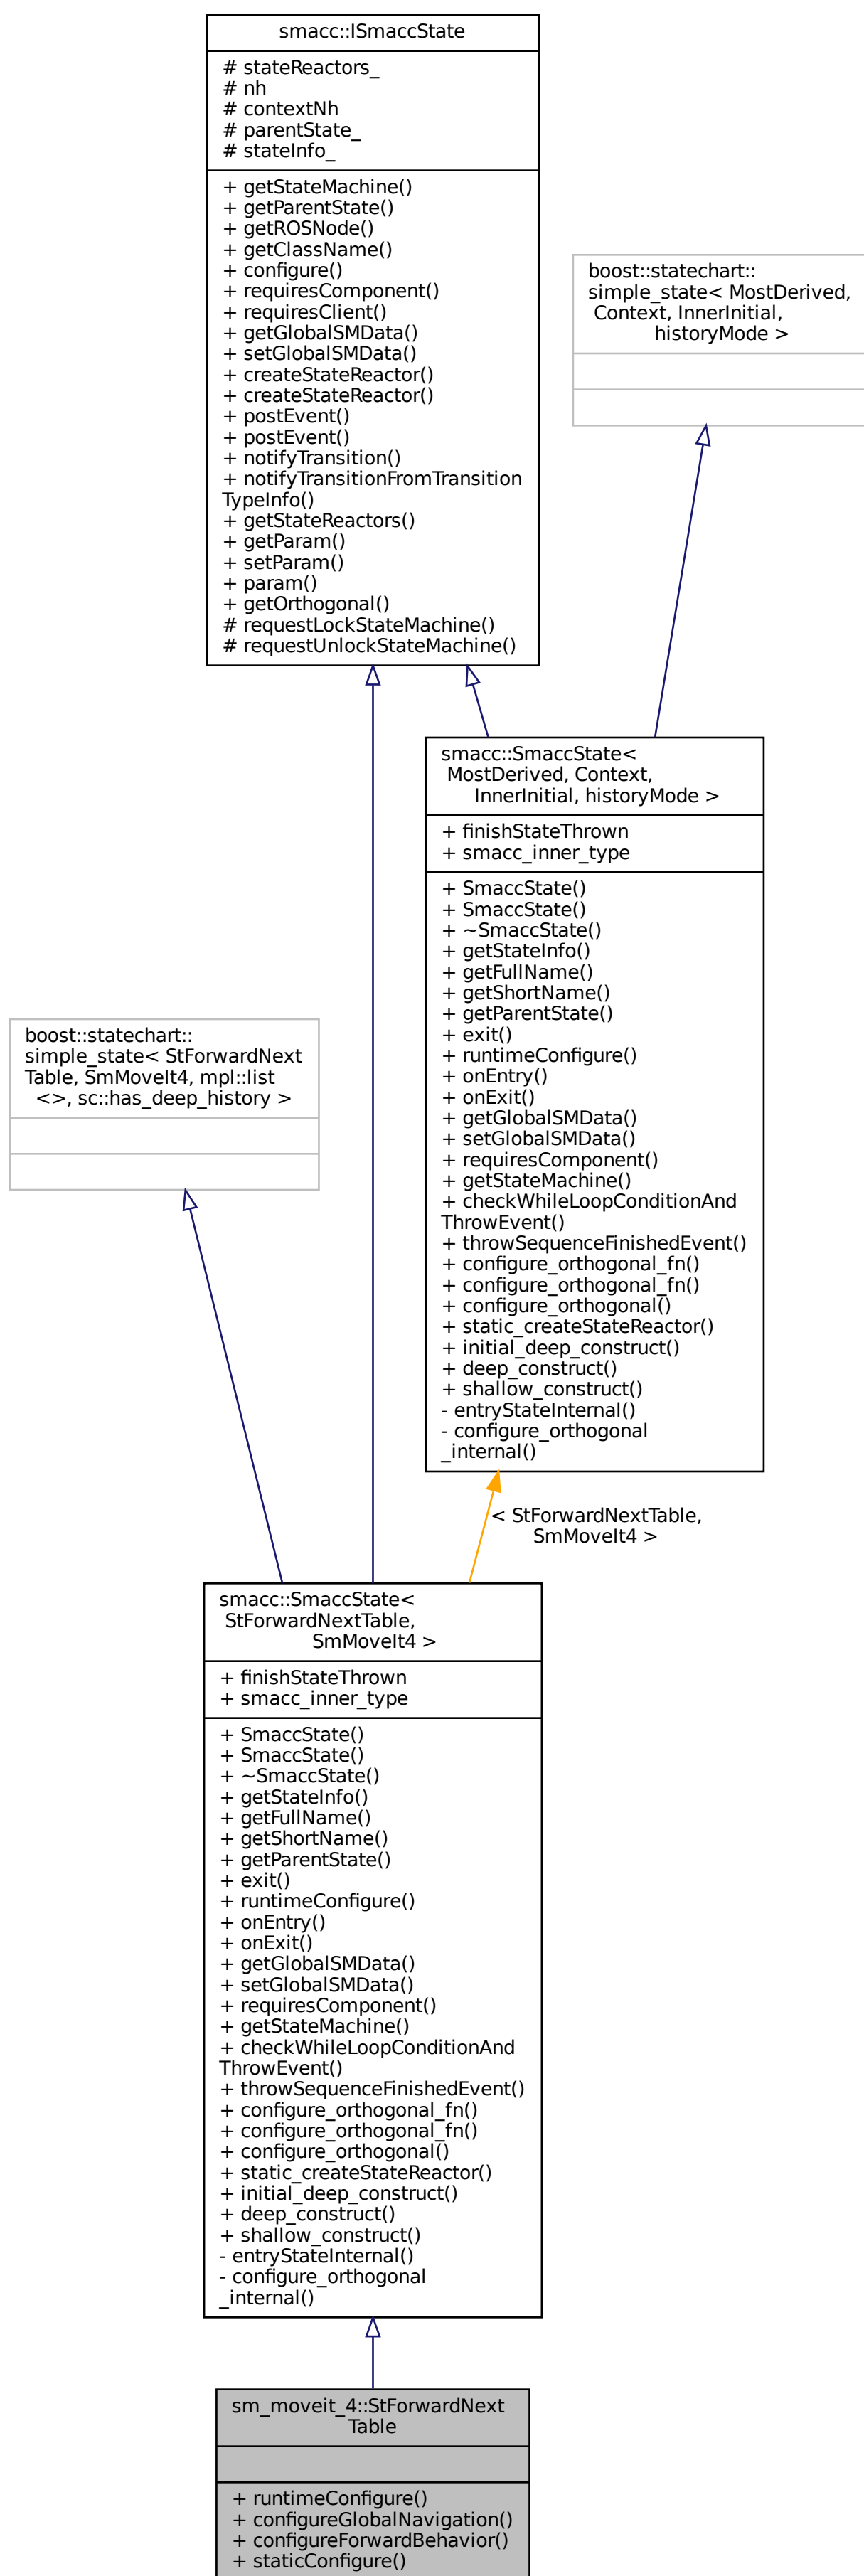 smacc::ISmaccState
# stateReactors_
# nh
# contextNh
# parentState_
# stateInfo_
+ getStateMachine()
+ getParentState()
+ getROSNode()
+ getClassName()
+ configure()
+ requiresComponent()
+ requiresClient()
+ getGlobalSMData()
+ setGlobalSMData()
+ createStateReactor()
+ createStateReactor()
+ postEvent()
+ postEvent()
+ notifyTransition()
+ notifyTransitionFromTransition
TypeInfo()
+ getStateReactors()
+ getParam()
+ setParam()
+ param()
+ getOrthogonal()
# requestLockStateMachine()
# requestUnlockStateMachine()
boost::statechart::
simple_state< MostDerived,
Context, InnerInitial,
historyMode >
smacc::SmaccState<
MostDerived, Context,
InnerInitial, historyMode >
+ finishStateThrown
+ smacc_inner_type
+ SmaccState()
+ SmaccState()
+ ~SmaccState()
+ getStateInfo()
+ getFullName()
+ getShortName()
+ getParentState()
+ exit()
+ runtimeConfigure()
+ onEntry()
+ onExit()
+ getGlobalSMData()
+ setGlobalSMData()
+ requiresComponent()
+ getStateMachine()
+ checkWhileLoopConditionAnd
ThrowEvent()
+ throwSequenceFinishedEvent()
+ configure_orthogonal_fn()
+ configure_orthogonal_fn()
+ configure_orthogonal()
+ static_createStateReactor()
+ initial_deep_construct()
+ deep_construct()
+ shallow_construct()
- entryStateInternal()
- configure_orthogonal
_internal()
boost::statechart::
simple_state< StForwardNext
Table, SmMoveIt4, mpl::list
<>, sc::has_deep_history >
< StForwardNextTable,
SmMoveIt4 >
smacc::SmaccState<
StForwardNextTable,
SmMoveIt4 >
+ finishStateThrown
+ smacc_inner_type
+ SmaccState()
+ SmaccState()
+ ~SmaccState()
+ getStateInfo()
+ getFullName()
+ getShortName()
+ getParentState()
+ exit()
+ runtimeConfigure()
+ onEntry()
+ onExit()
+ getGlobalSMData()
+ setGlobalSMData()
+ requiresComponent()
+ getStateMachine()
+ checkWhileLoopConditionAnd
ThrowEvent()
+ throwSequenceFinishedEvent()
+ configure_orthogonal_fn()
+ configure_orthogonal_fn()
+ configure_orthogonal()
+ static_createStateReactor()
+ initial_deep_construct()
+ deep_construct()
+ shallow_construct()
- entryStateInternal()
- configure_orthogonal
_internal()
sm_moveit_4::StForwardNext
Table
+ runtimeConfigure()
+ configureGlobalNavigation()
+ configureForwardBehavior()
+ staticConfigure()